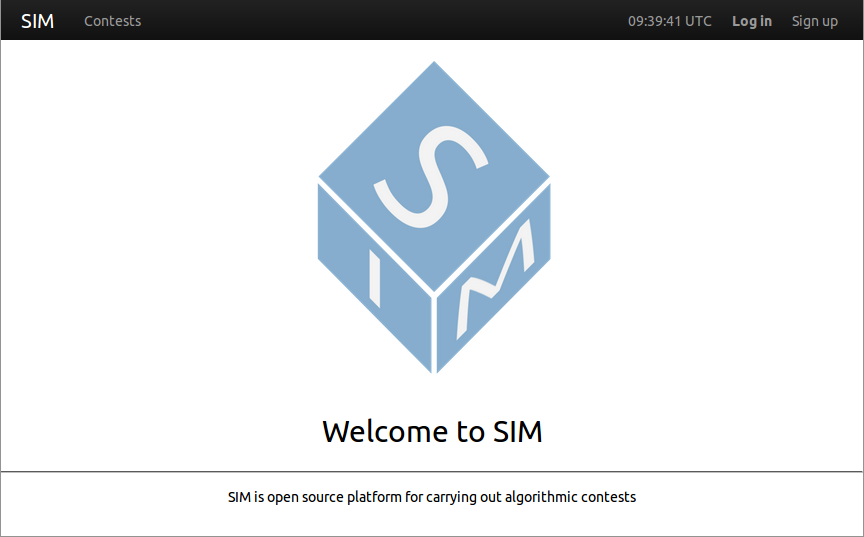 SIM Contests 09:39:41 UTC Log in Sign up
S
I M
Welcome to SIM
SIM is open source platform for carrying out algorithmic contests